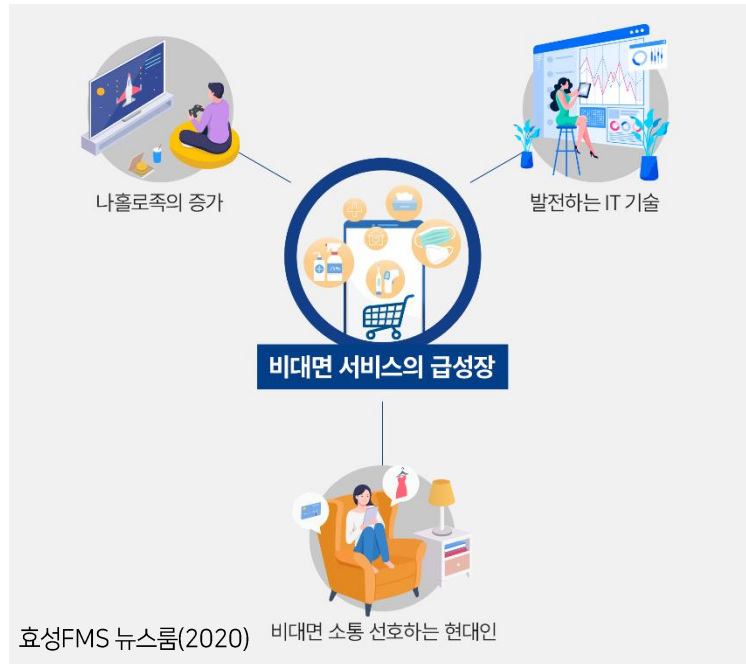 나홀로족의 증가
발전하는 IT 기술
비대면 서비스의 급성장
비대면 소통 선호하는 현대인
효성FMS 뉴스룸(2020)